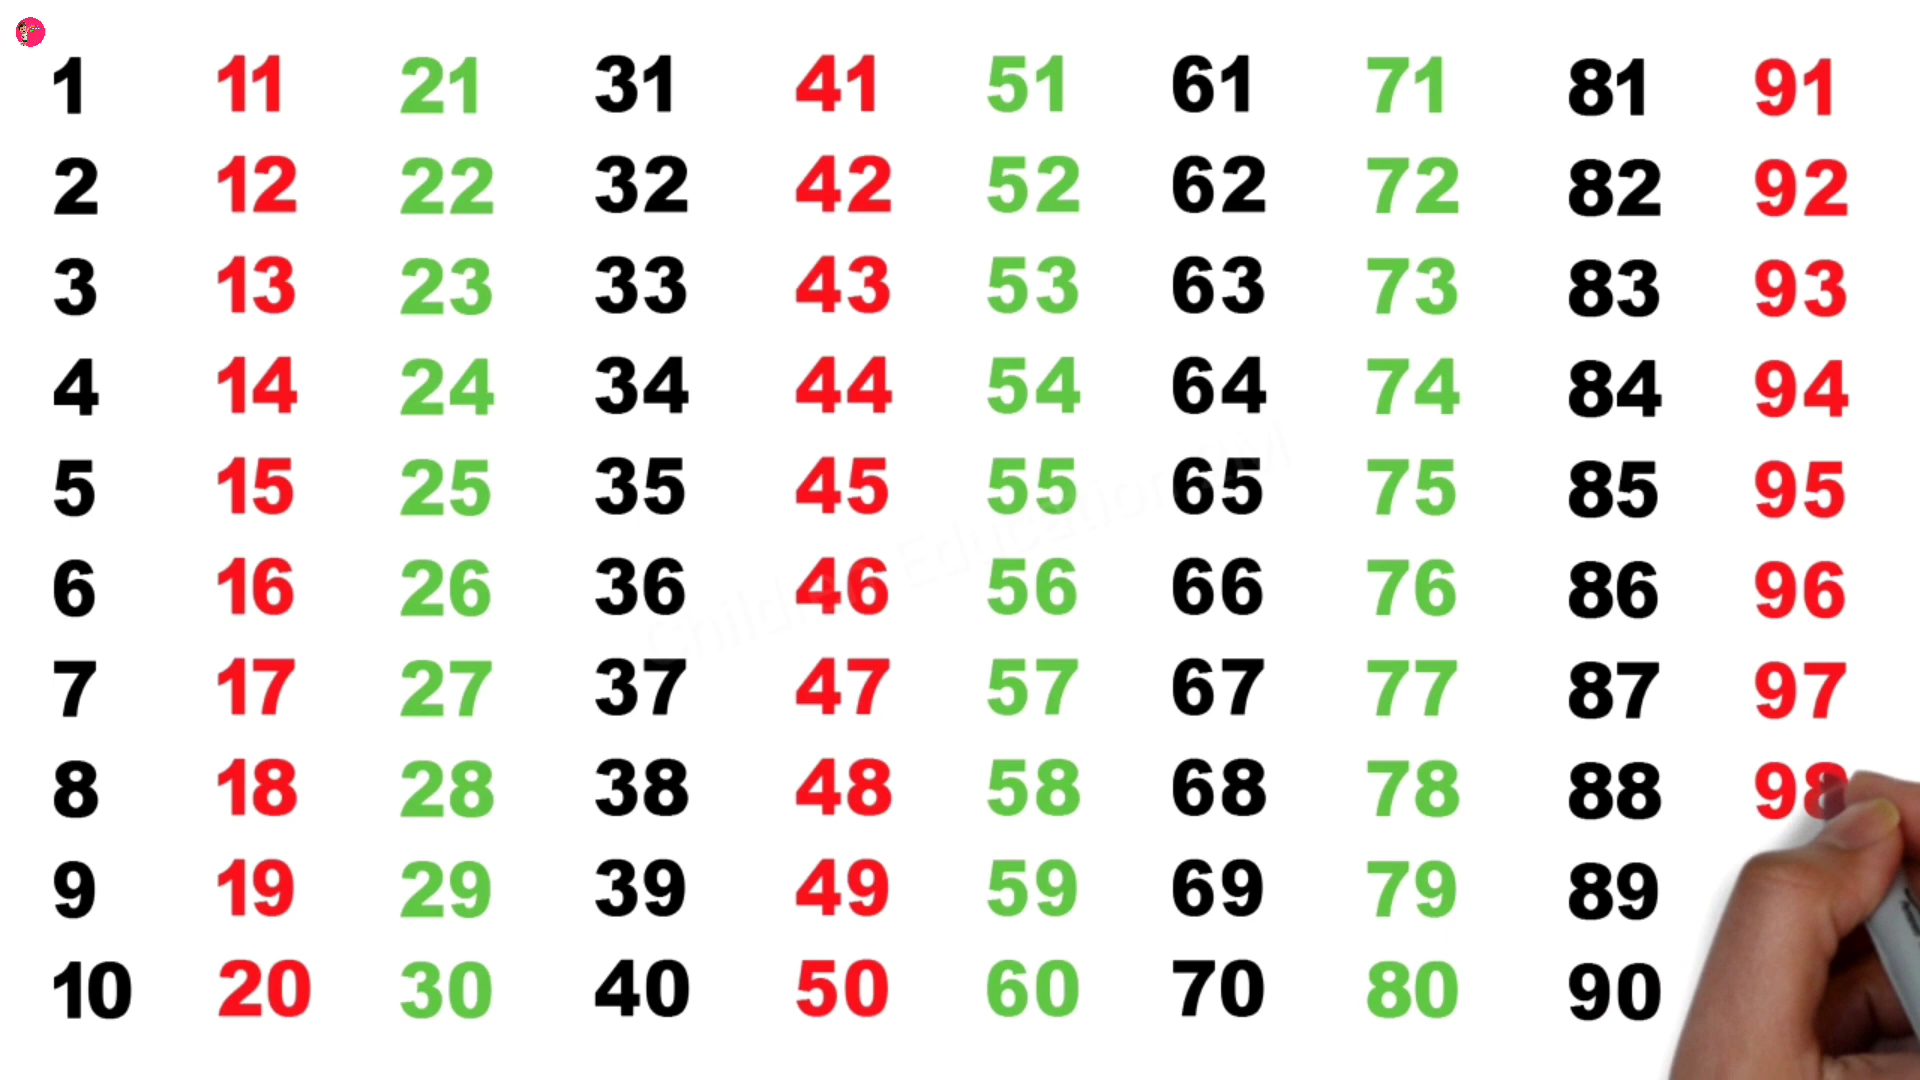 1 11 21 31 41 51 61 71 81 91
2 12 22 32 42 52 62 72 82 92
3 13 23 33 43 53 63 73 83 93
4 14 24 34 44 54 64 74 84 94
5 15 25 35 45 55 65 75 85 95
6 16 26 36 46 56 66 76 86 96
7 17 27 37 47 57 67 77 87 97
8 18 28 38 48 58 68 78 88 98
9 19 29 39 49 59 69 79 89
10 20 30 40 50 60 70 80 90
Education